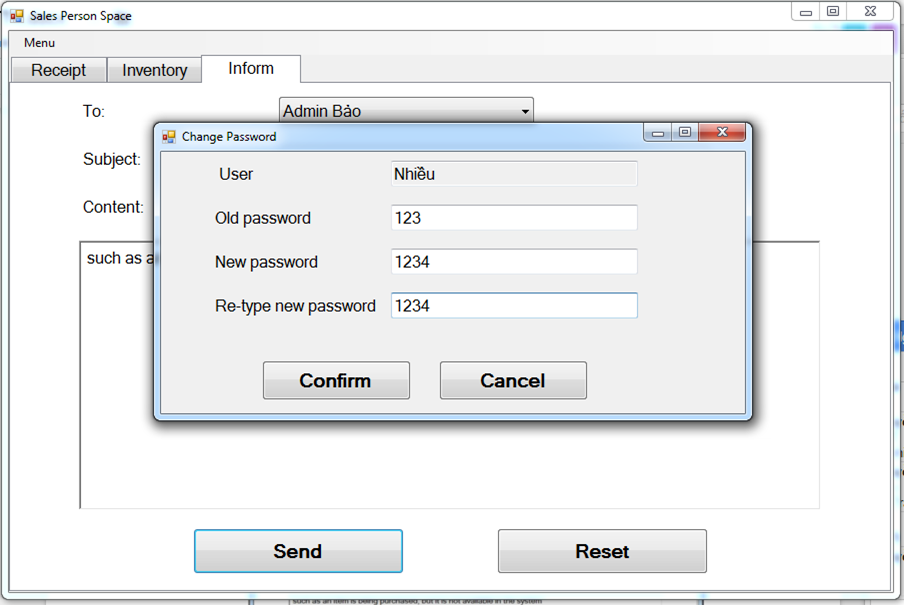 Sales Person Space
Menu
Receipt Inventory Inform
To: Admin Bảo
Change Password
Subject:
User Nhiều
Content:
Old password 123
such as a
New password 1234
Re-type new password 1234
Confirm Cancel
Send Reset
such as an item is being purchased, but it is not available in the system